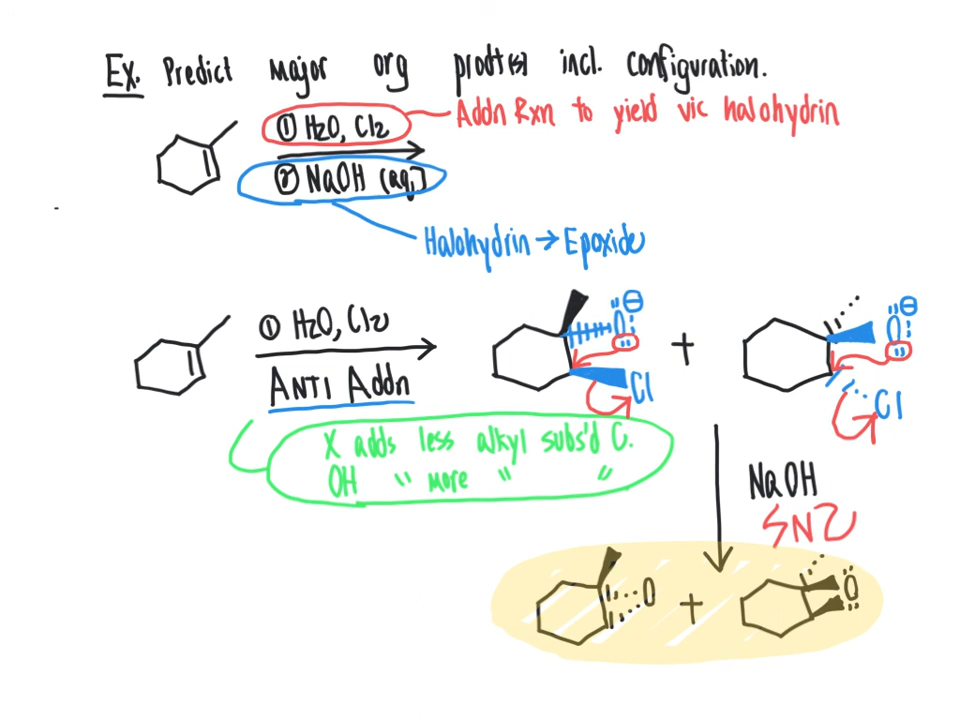 Ex. Predict major org prodt(s) incl. configuration.
① H2O, Cl2
Addn Rxn to yield vic halohydrin
② NaOH (aq)
Halohydrin → Epoxide
① H2O, Cl2
ANTI Addn
O ⊖
Cl
+
O ⊖
Cl
X adds less alkyl subs'd C.
OH " more " "
NaOH
SN2
O
+
O